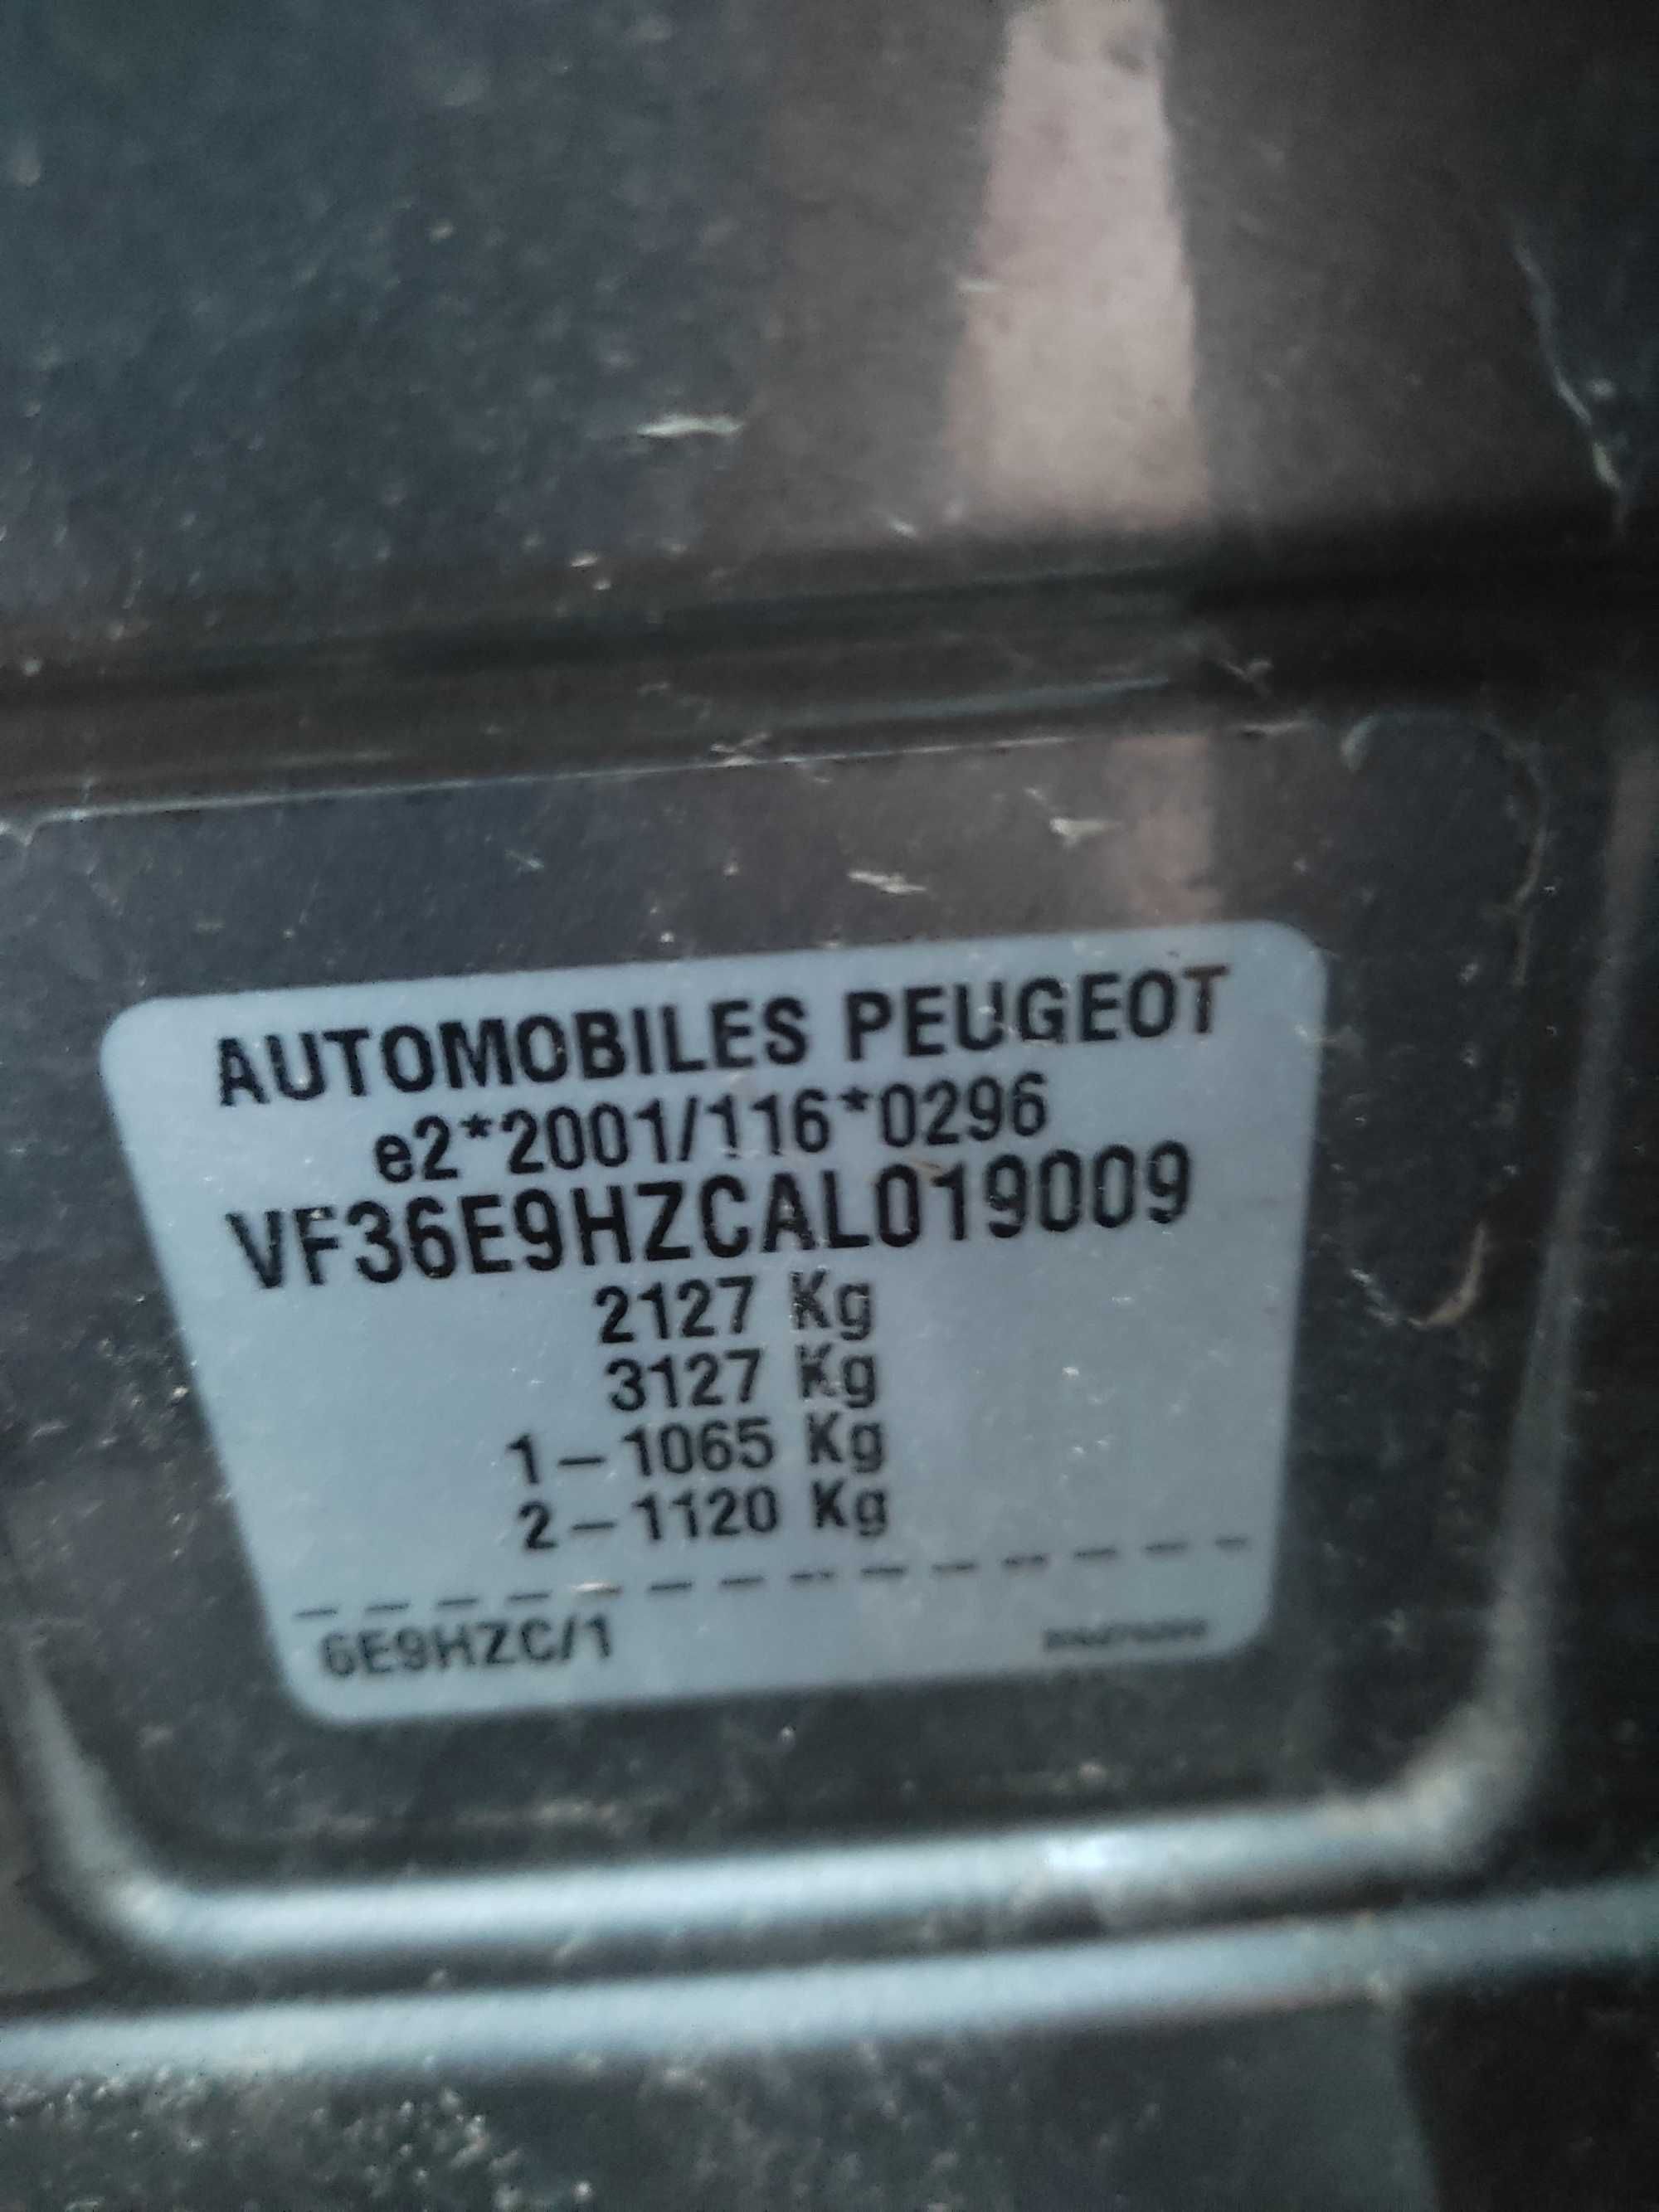 AUTOMOBILES PEUGEOT
e2*2001/116*0296
VF36E9HZCAL019009
2127 Kg
3127 Kg
1-1065 Kg
2-1120 Kg
6E9HZC/1